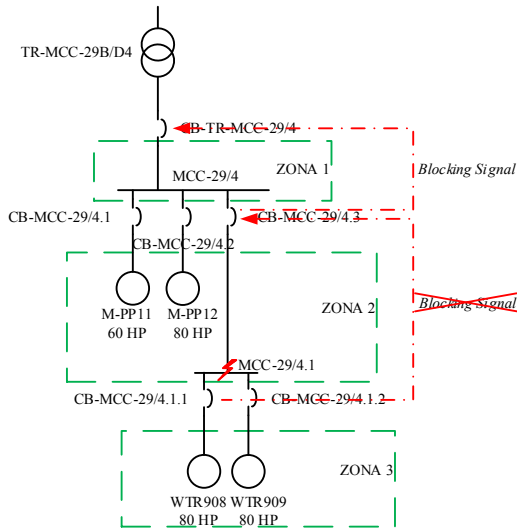 TR-MCC-29B/D4
CB-TR-MCC-29/4
ZONA 1
Blocking Signal
MCC-29/4
CB-MCC-29/4.1
CB-MCC-29/4.3
CB-MCC-29/4.2
M-PP11
60 HP
M-PP12
80 HP
ZONA 2
Blocking Signal
MCC-29/4.1
CB-MCC-29/4.1.1
CB-MCC-29/4.1.2
ZONA 3
WTR908
80 HP
WTR909
80 HP